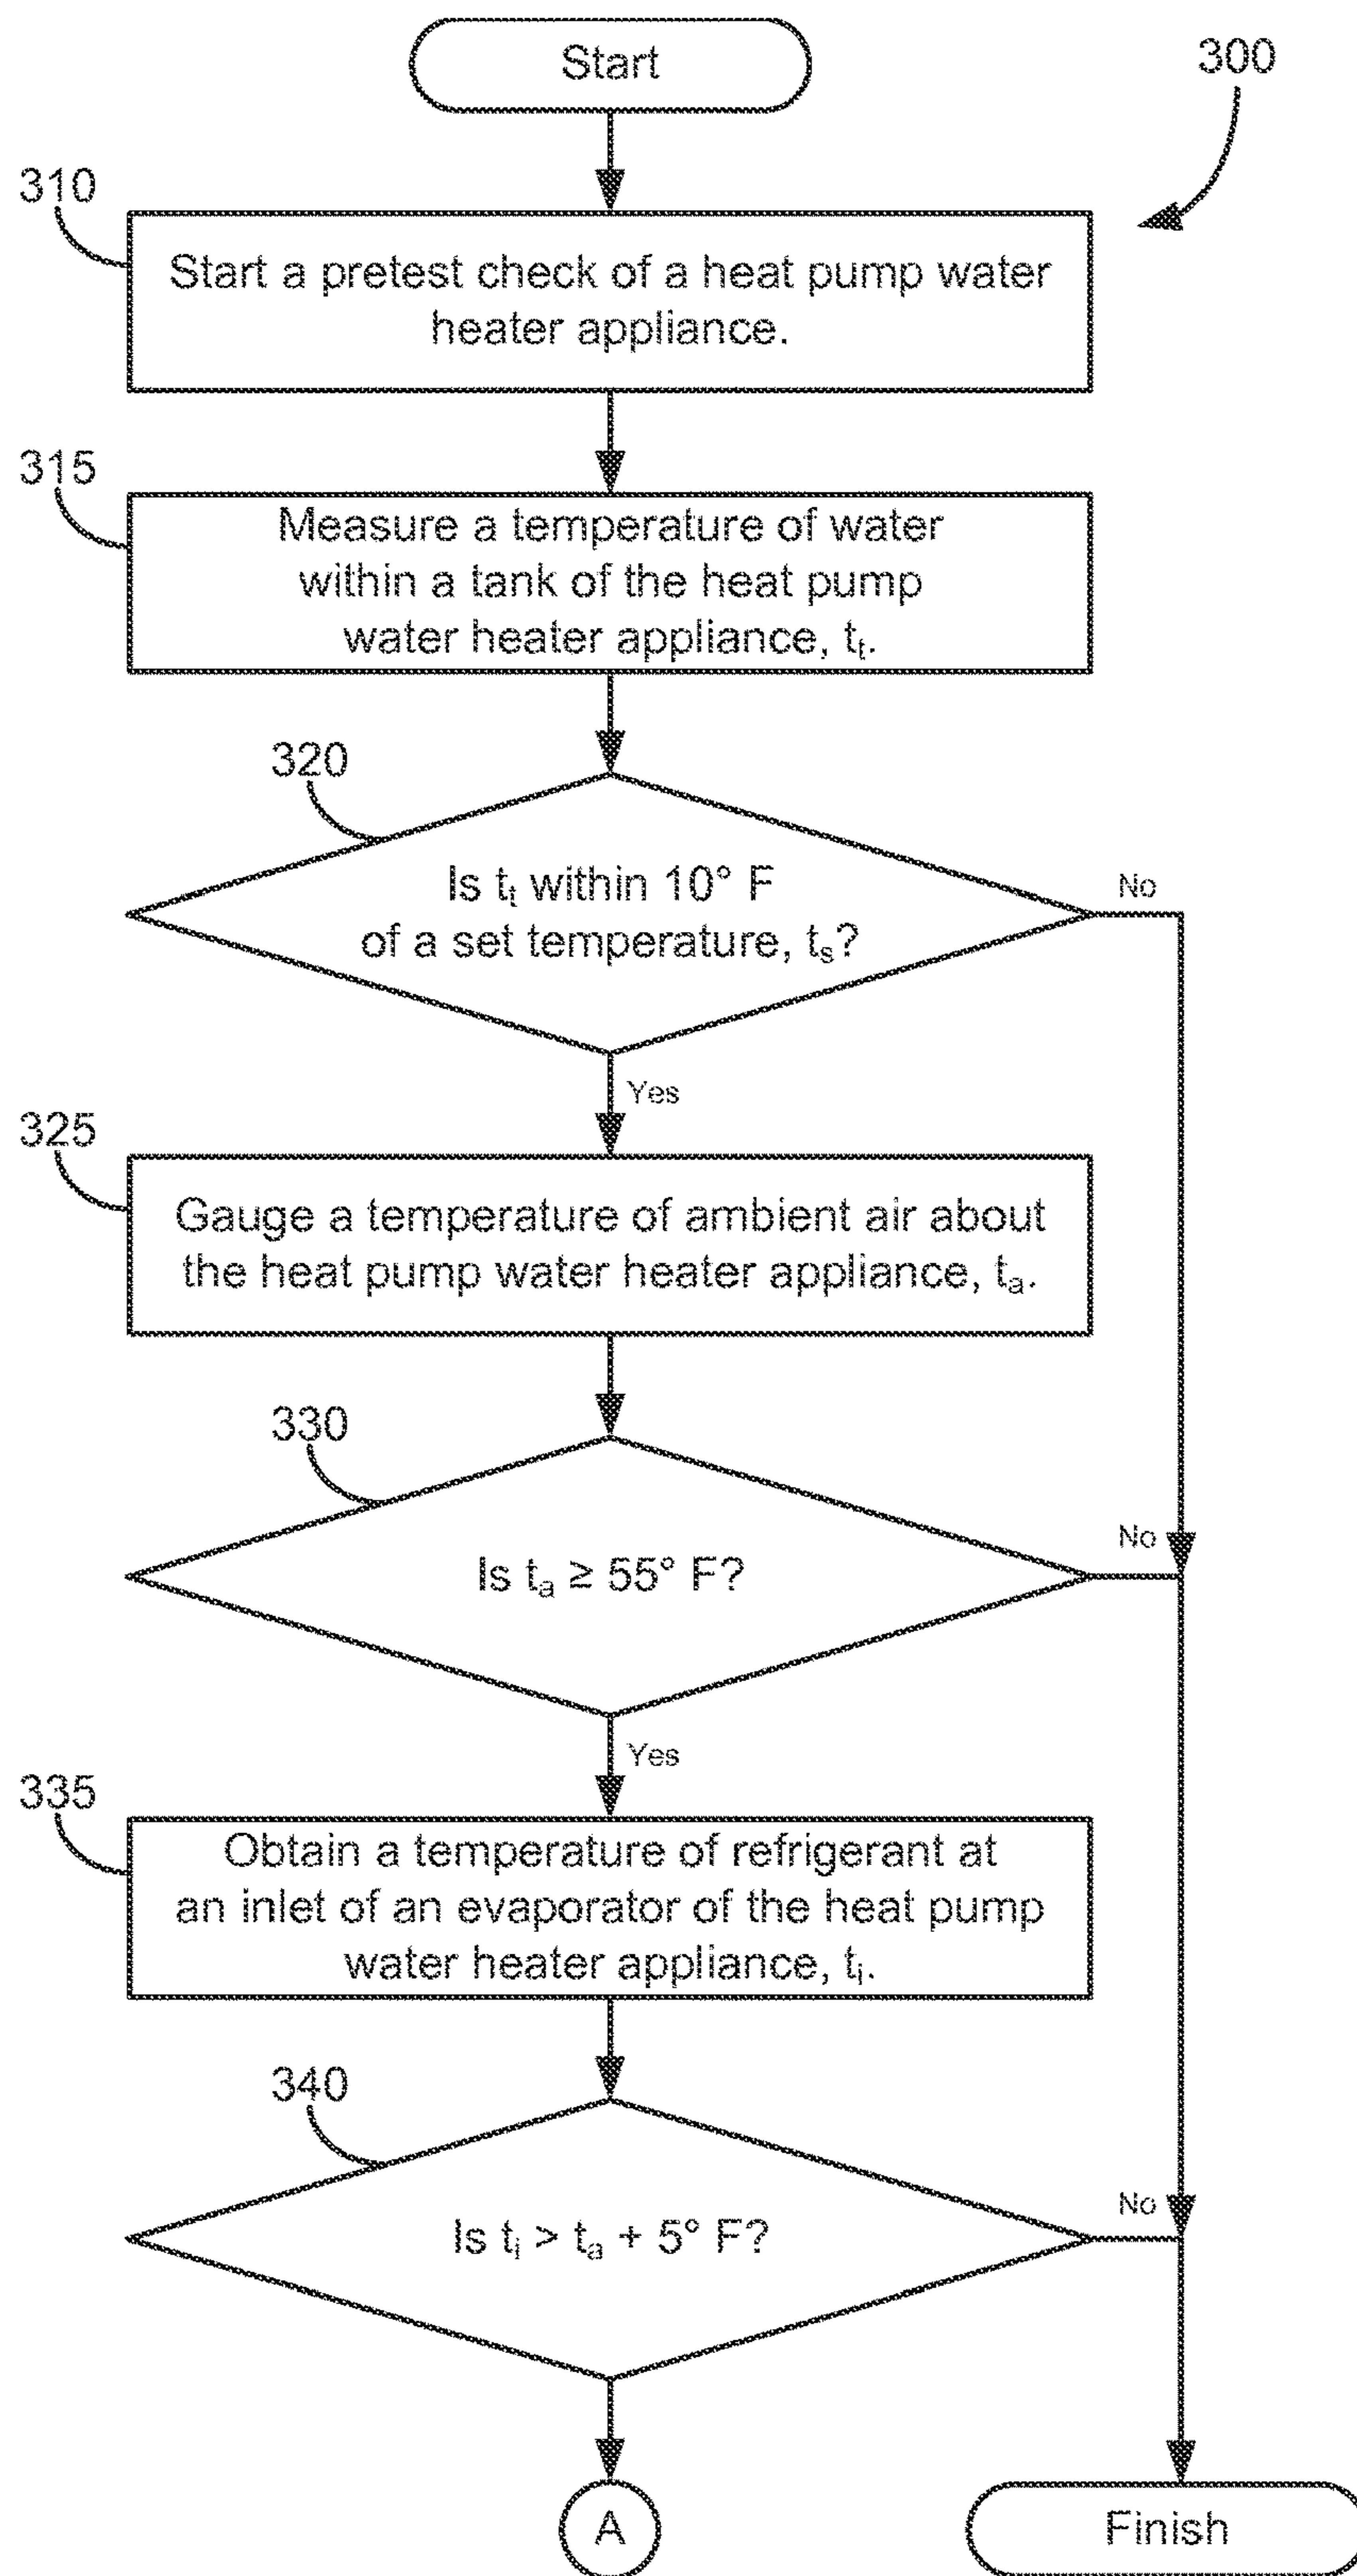 Start
300
310
Start a pretest check of a heat pump water
heater appliance.
315
Measure a temperature of water
within a tank of the heat pump
water heater appliance, tₜ.
320
Is tₜ within 10° F
of a set temperature, tₛ?
No
Yes
325
Gauge a temperature of ambient air about
the heat pump water heater appliance, tₐ.
330
Is tₐ ≥ 55° F?
No
Yes
335
Obtain a temperature of refrigerant at
an inlet of an evaporator of the heat pump
water heater appliance, tᵢ.
340
Is tᵢ > tₐ + 5° F?
No
A
Finish